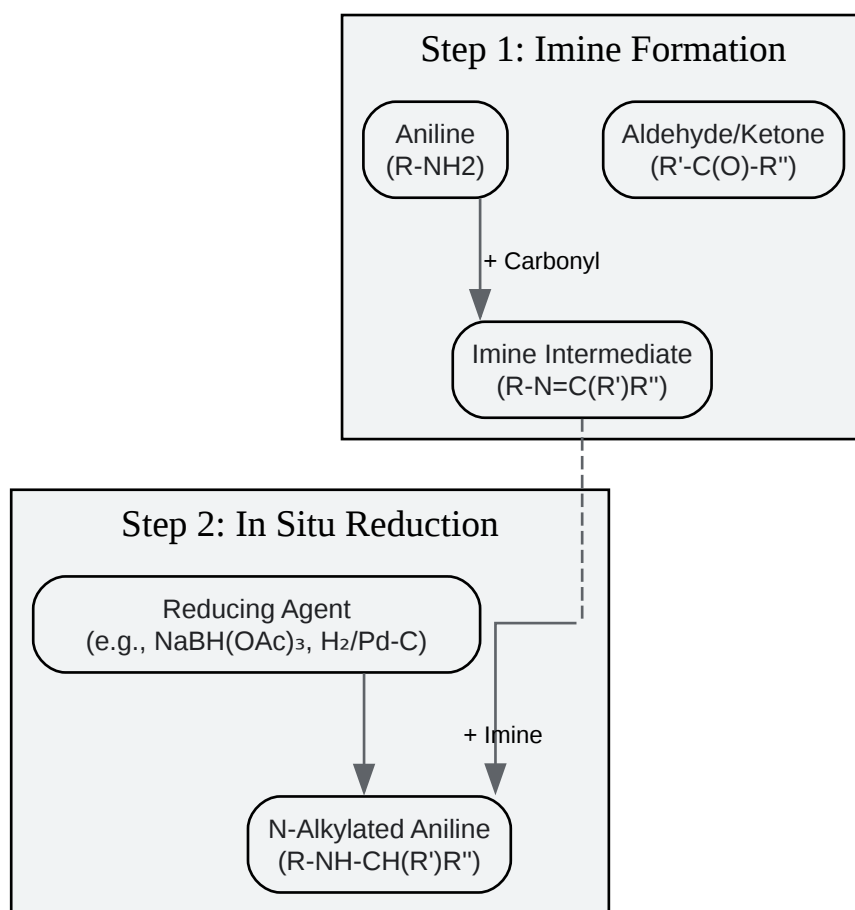 Step 1: Imine Formation
Aniline
(R-NH2)
Aldehyde/Ketone
(R'-C(O)-R")
+ Carbonyl
Imine Intermediate
(R-N=C(R')R")
Step 2: In Situ Reduction
Reducing Agent
(e.g., NaBH(OAc)₃, H₂/Pd-C)
+ Imine
N-Alkylated Aniline
(R-NH-CH(R')R")